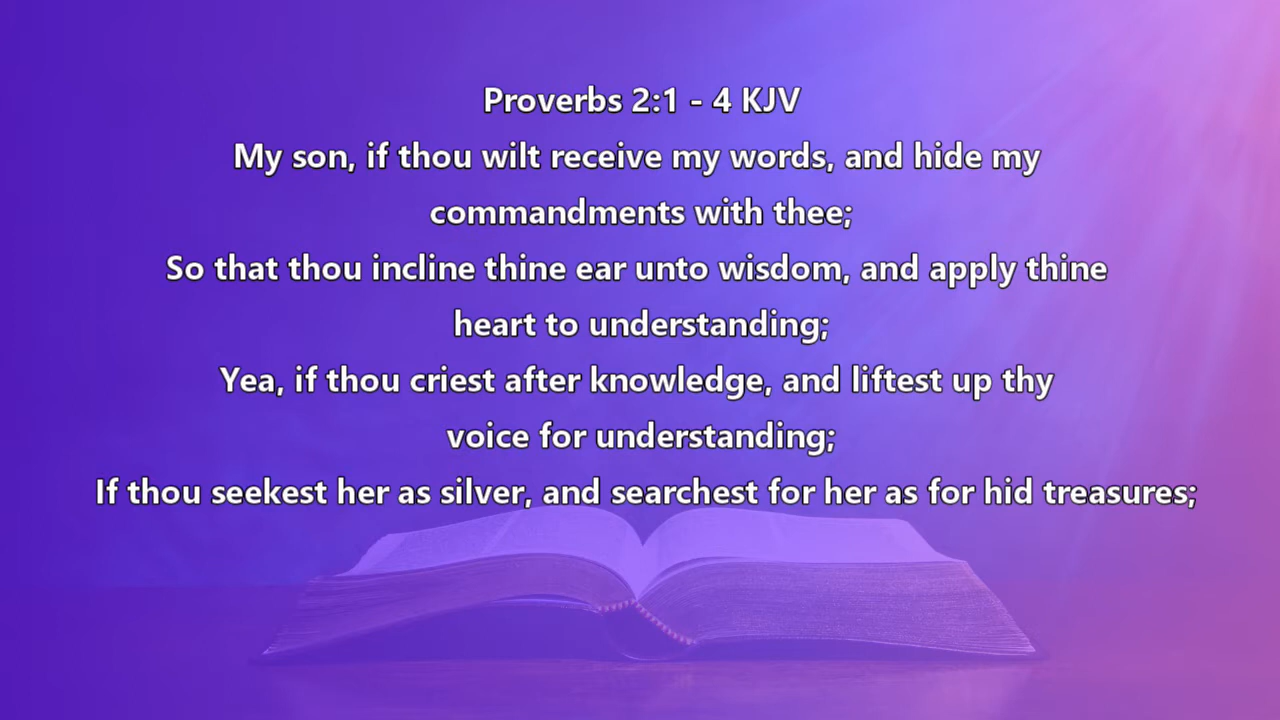 Proverbs 2:1 - 4 KJV
My son, if thou wilt receive my words, and hide my
commandments with thee;
So that thou incline thine ear unto wisdom, and apply thine
heart to understanding;
Yea, if thou criest after knowledge, and liftest up thy
voice for understanding;
If thou seekest her as silver, and searchest for her as for hid treasures;